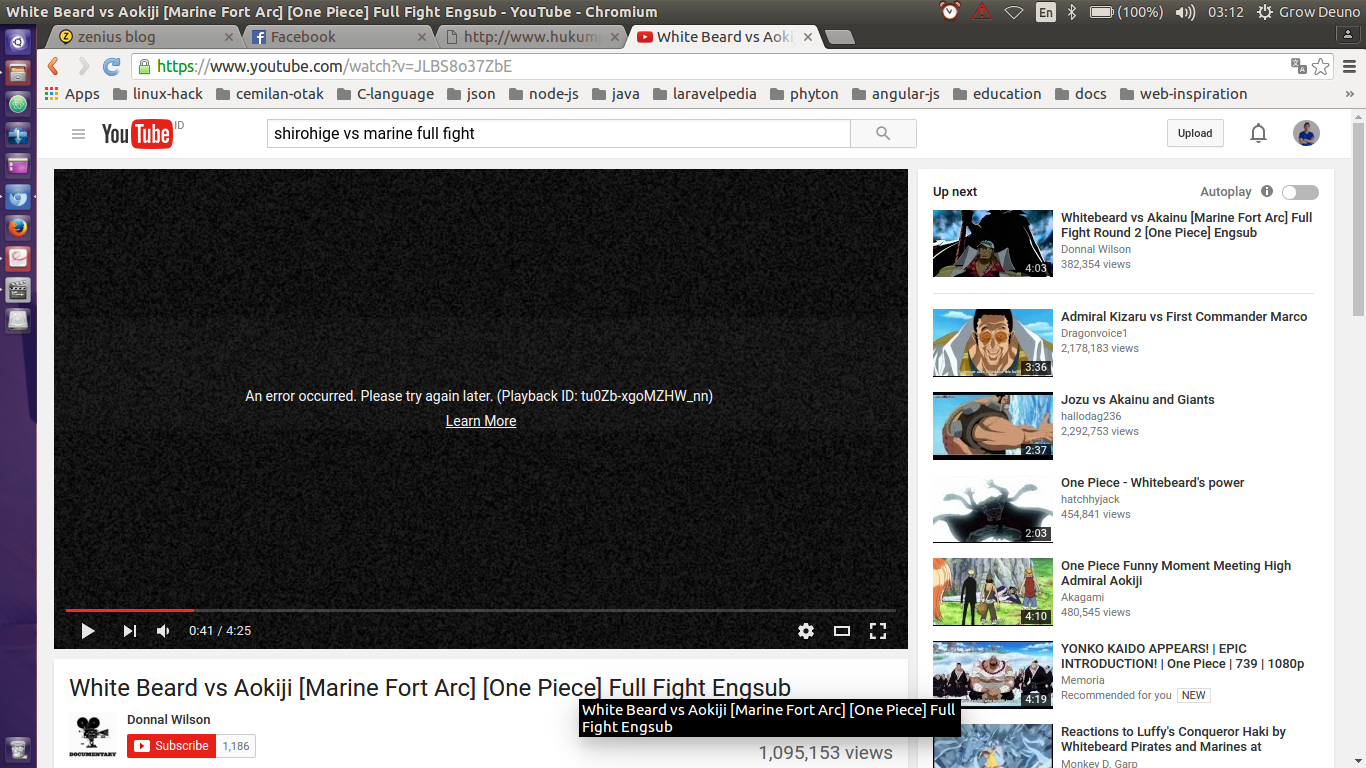 White Beard vs Aokiji [Marine Fort Arc] [One Piece] Full Fight Engsub - YouTube - Chromium
En
(100%)
03:12
Grow Deuno
zenius blog
Facebook
http://www.hukum
White Beard vs Aoki
https://www.youtube.com/watch?v=JLBS8o37ZbE
Apps
linux-hack
cemilan-otak
C-language
json
node-js
java
laravelpedia
phyton
angular-js
education
docs
web-inspiration
»
YouTube ID
shirohige vs marine full fight
Upload
An error occurred. Please try again later. (Playback ID: tu0Zb-xgoMZHW_nn)
Learn More
0:41 / 4:25
White Beard vs Aokiji [Marine Fort Arc] [One Piece] Full Fight Engsub
White Beard vs Aokiji [Marine Fort Arc] [One Piece] Full
Fight Engsub
DOCUMENTARY
Donnal Wilson
Subscribe
1,186
1,095,153 views
Up next
Autoplay
Whitebeard vs Akainu [Marine Fort Arc] Full
Fight Round 2 [One Piece] Engsub
Donnal Wilson
382,354 views
4:03
Admiral Kizaru vs First Commander Marco
Dragonvoice1
2,178,183 views
3:36
Jozu vs Akainu and Giants
hallodag236
2,292,753 views
2:37
One Piece - Whitebeard's power
hatchhyjack
454,841 views
2:03
One Piece Funny Moment Meeting High
Admiral Aokiji
Akagami
480,545 views
4:10
YONKO KAIDO APPEARS! | EPIC
INTRODUCTION! | One Piece | 739 | 1080p
Memoria
Recommended for you NEW
4:19
Reactions to Luffy's Conqueror Haki by
Whitebeard Pirates and Marines at
Monkey D. Garp